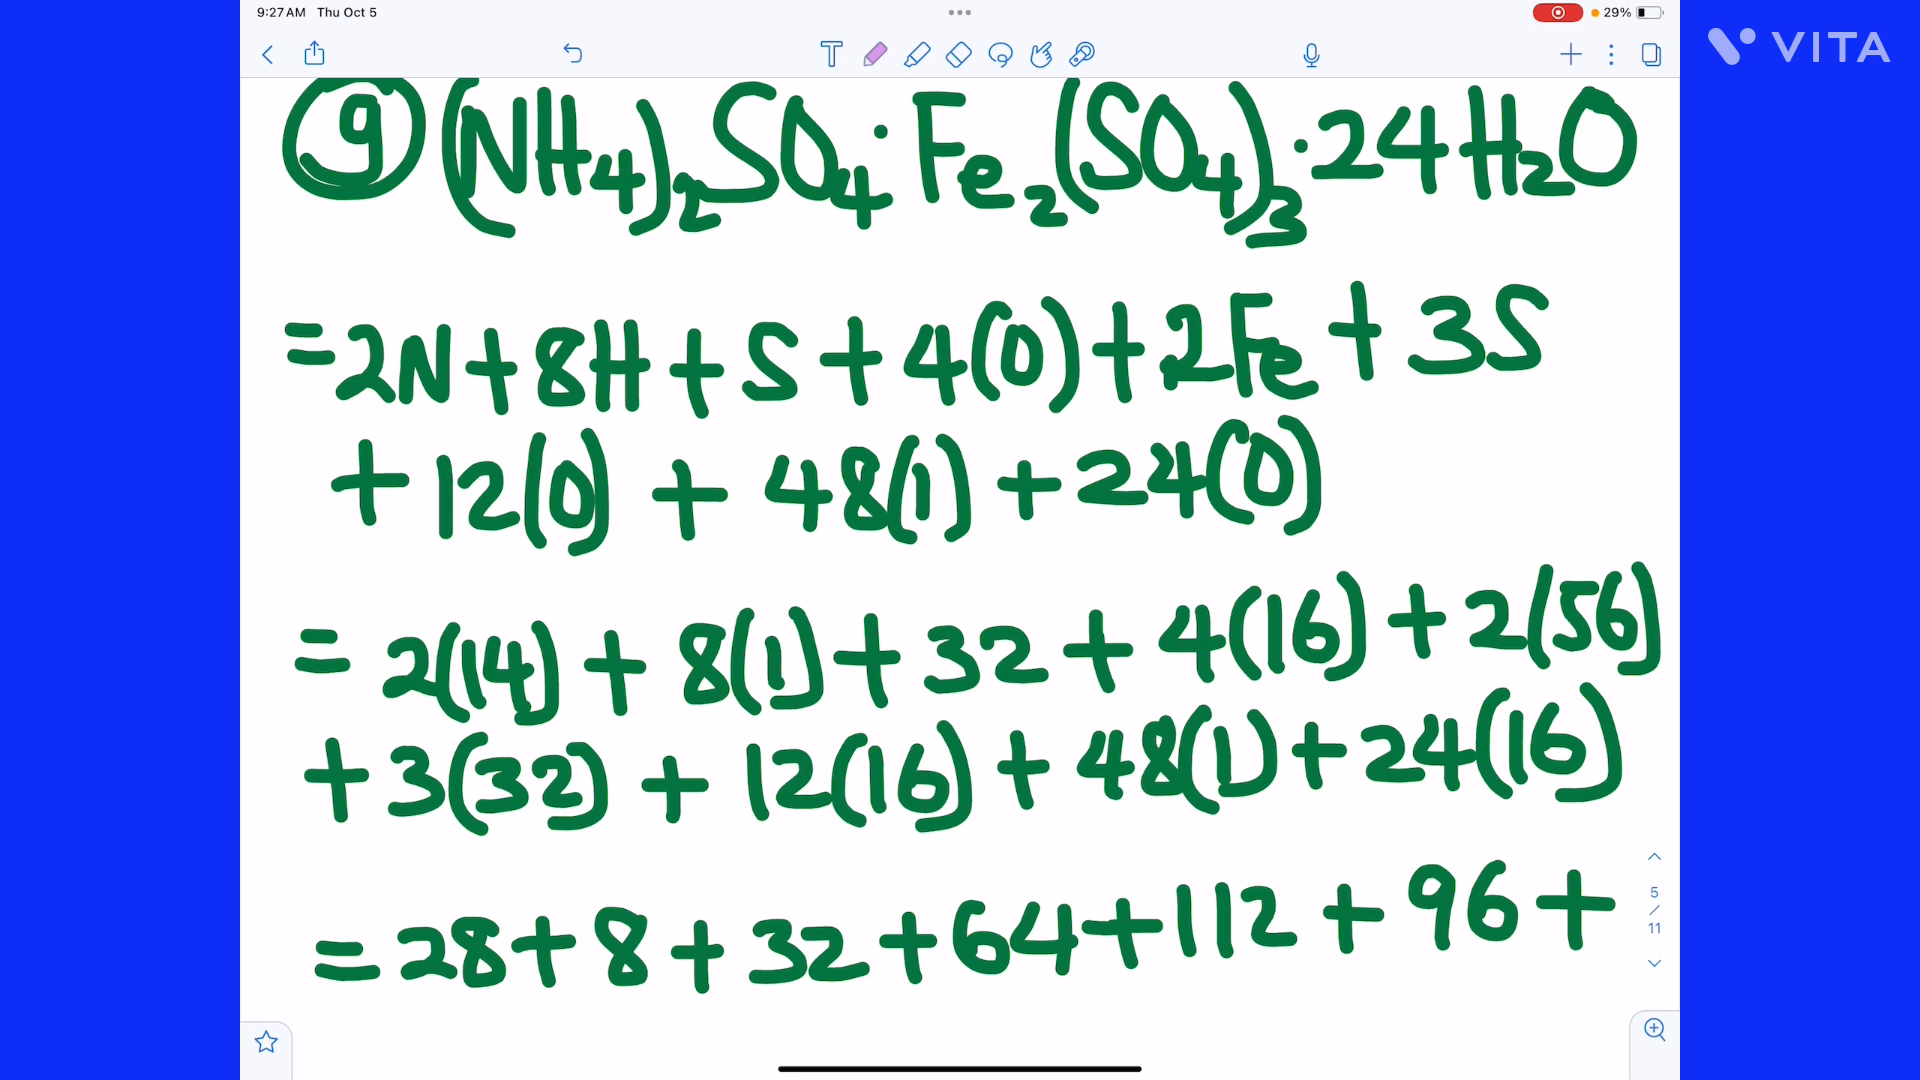 9:27 AM Thu Oct 5
29%
VITA
⑨ (NH₄)₂SO₄·Fe₂(SO₄)₃·24H₂O
=2N+8H+S+4(O)+2Fe+3S
+12(O)+48(1)+24(O)
=2(14)+8(1)+32+4(16)+2(56)
+3(32)+12(16)+48(1)+24(16)
=28+8+32+64+112+96+
5/11